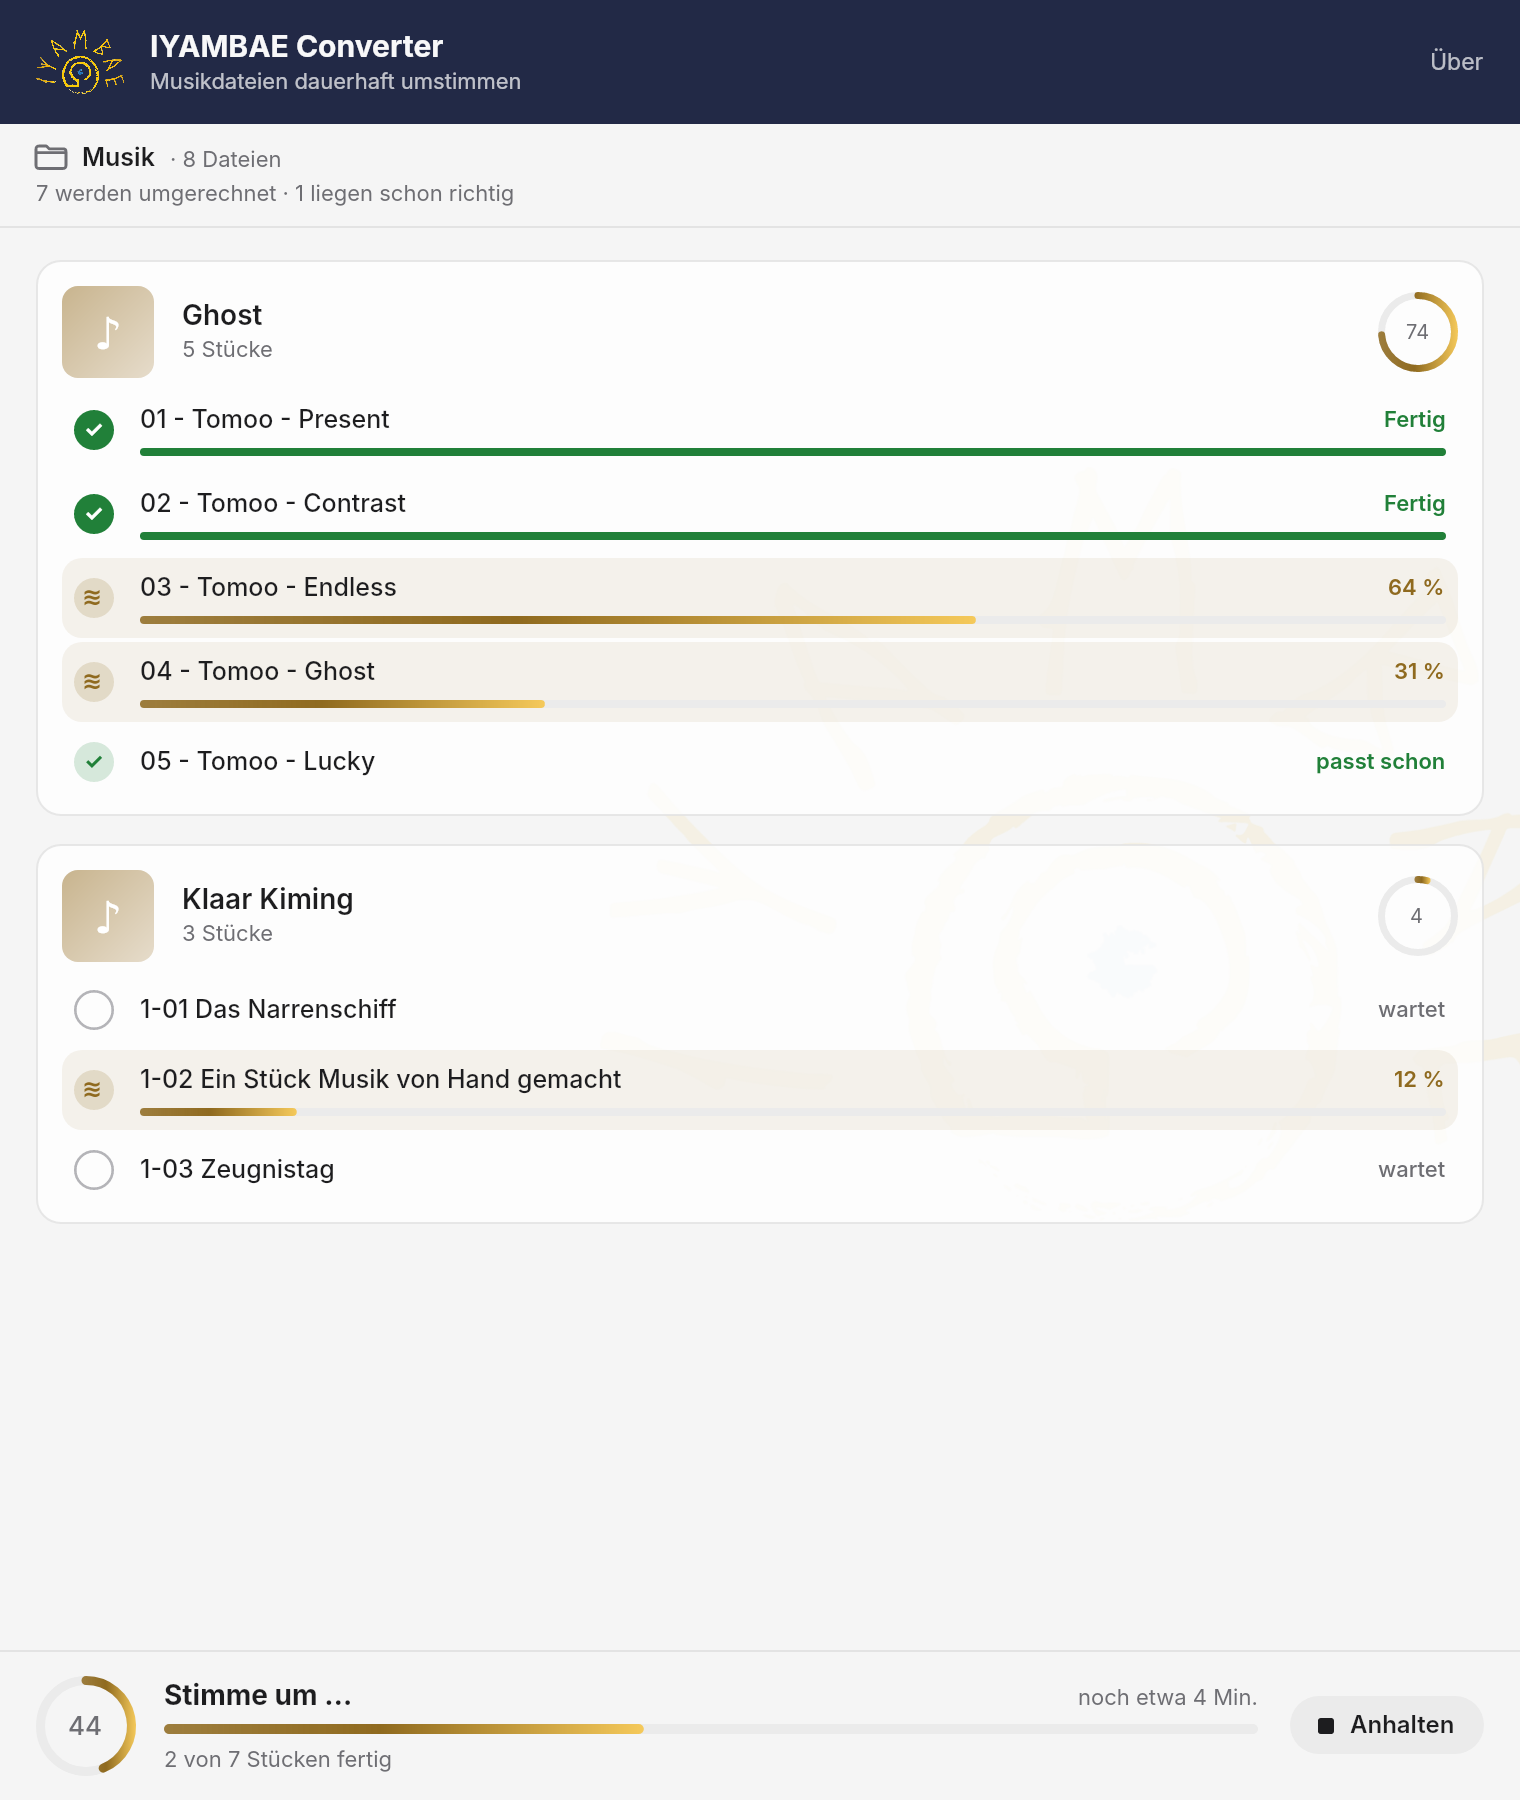 IYAMBAE Converter
Musikdateien dauerhaft umstimmen
Über
Musik · 8 Dateien
7 werden umgerechnet · 1 liegen schon richtig
Ghost
5 Stücke
74
01 - Tomoo - Present Fertig
02 - Tomoo - Contrast Fertig
03 - Tomoo - Endless 64 %
04 - Tomoo - Ghost 31 %
05 - Tomoo - Lucky passt schon
Klaar Kiming
3 Stücke
4
1-01 Das Narrenschiff wartet
1-02 Ein Stück Musik von Hand gemacht 12 %
1-03 Zeugnistag wartet
44
Stimme um ... noch etwa 4 Min.
2 von 7 Stücken fertig
Anhalten